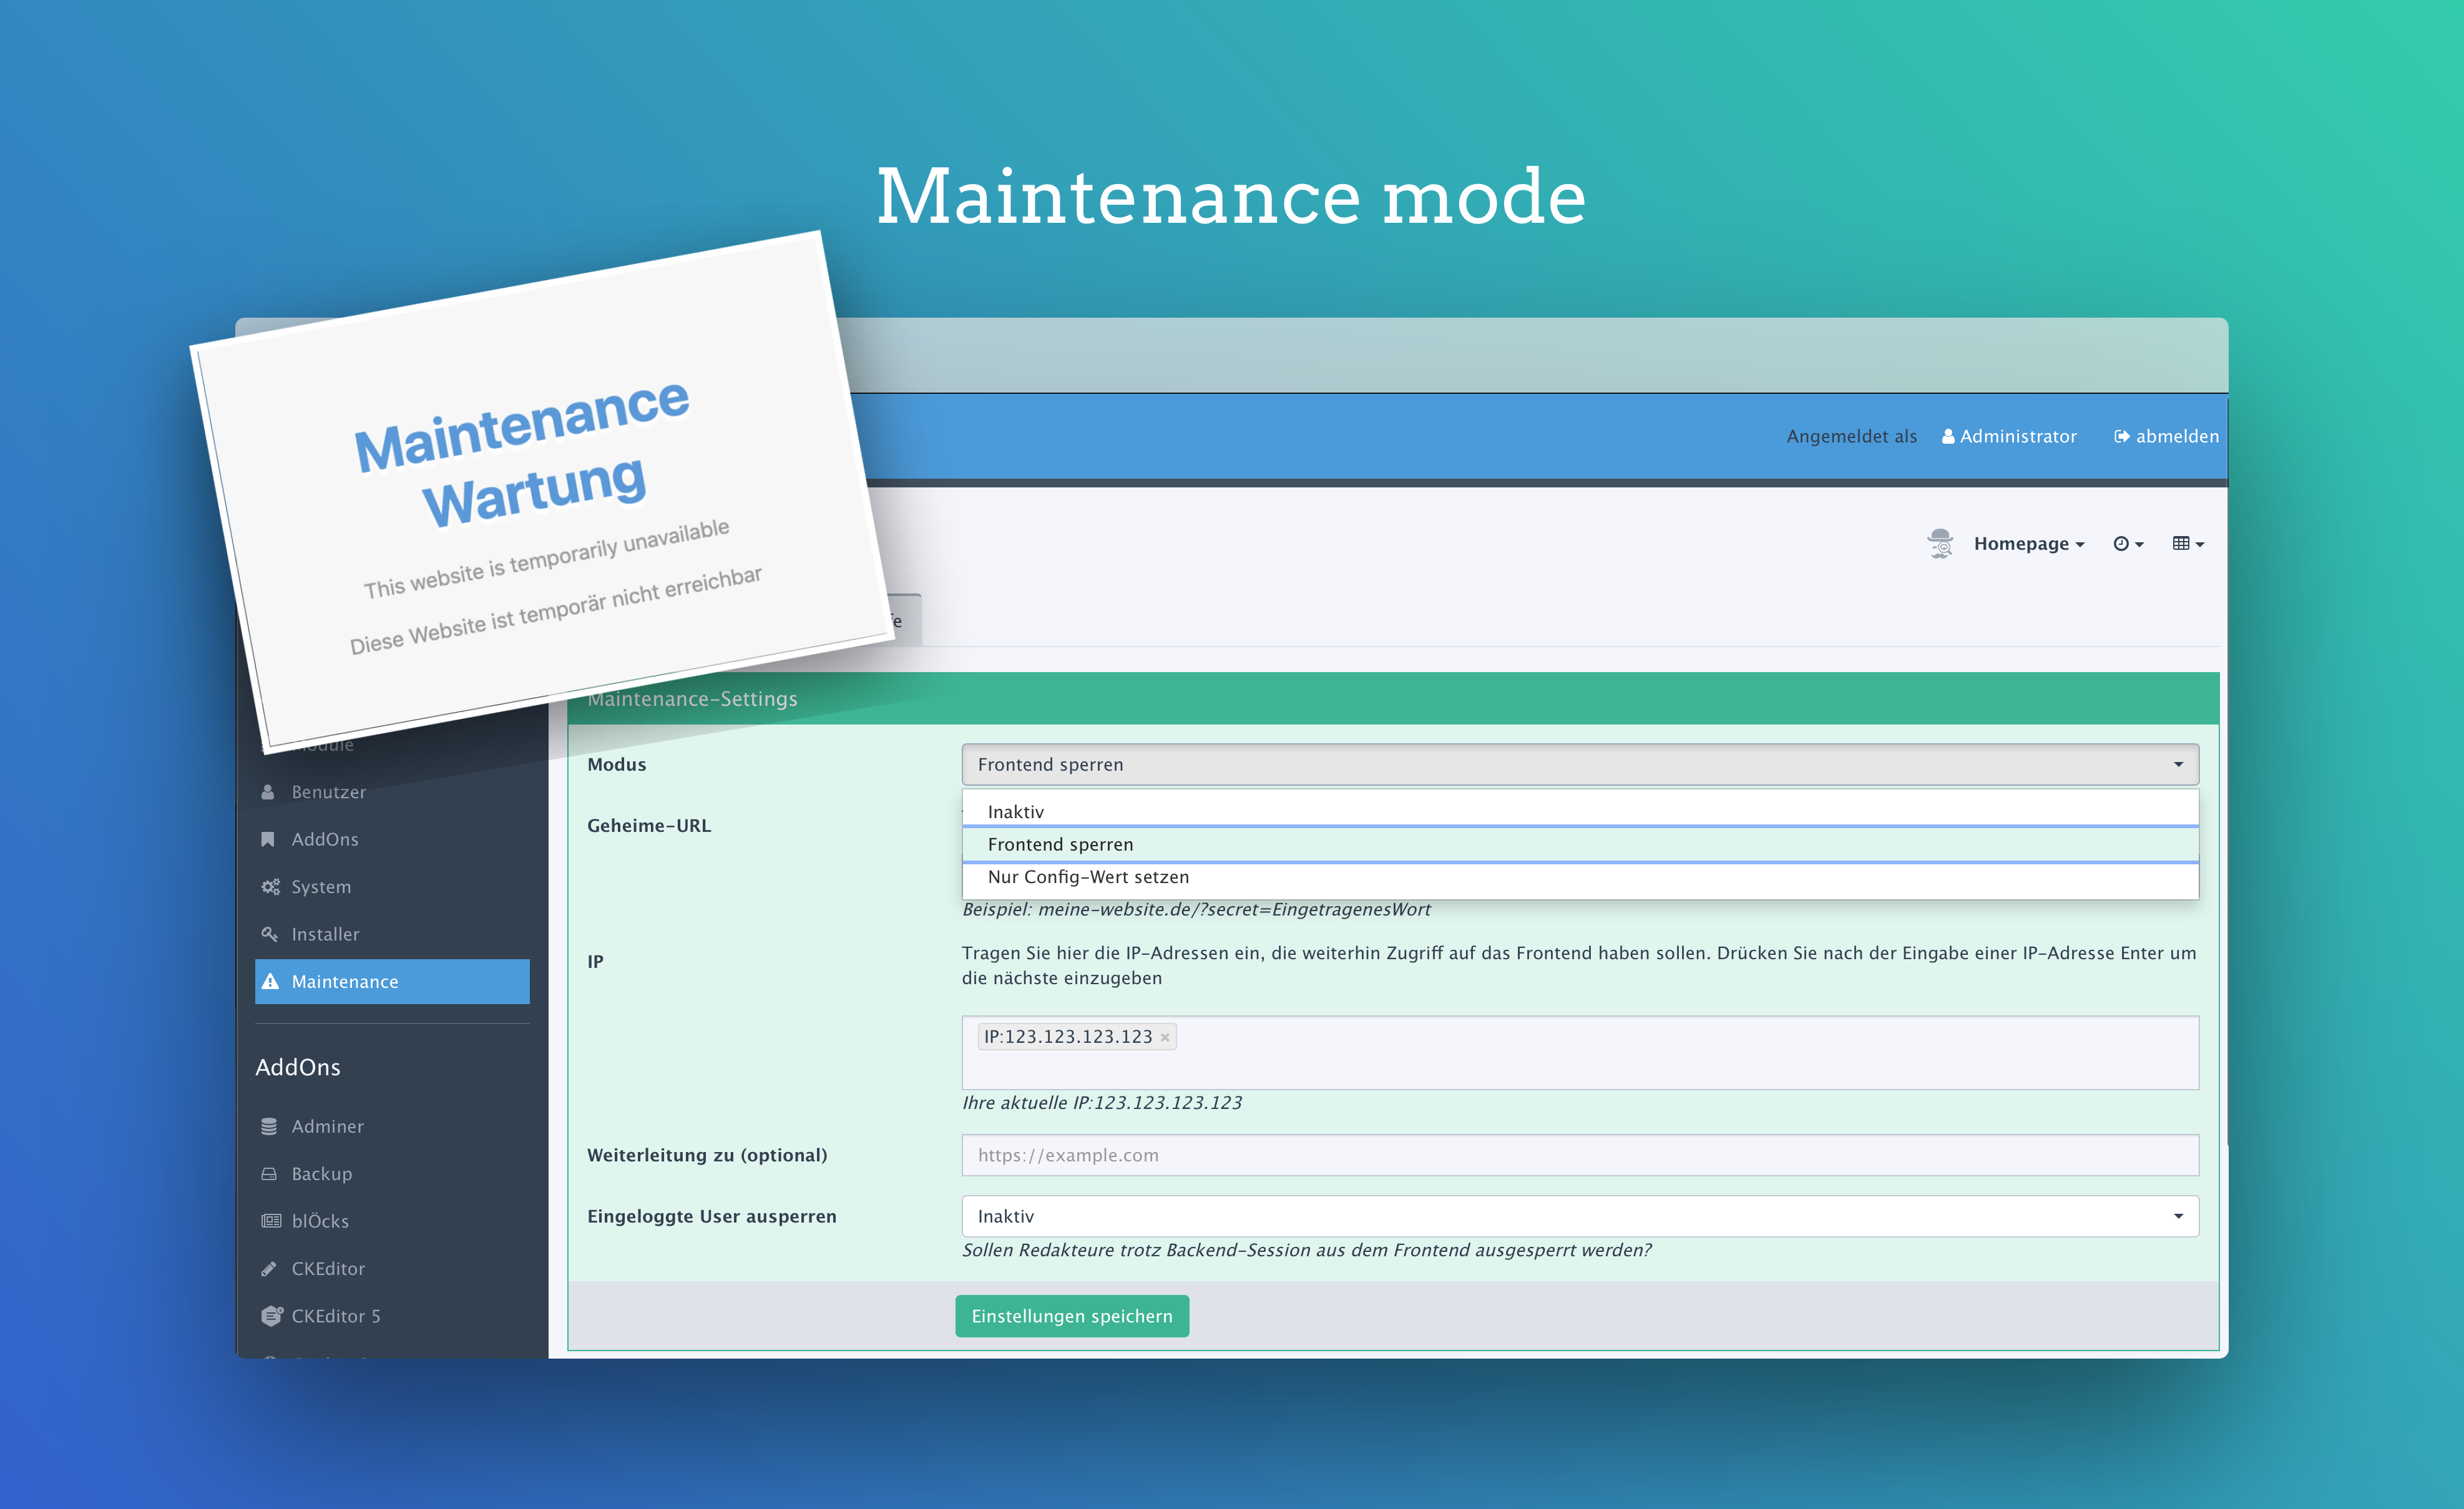 Maintenance mode
Maintenance
Wartung
This website is temporarily unavailable
Diese Website ist temporär nicht erreichbar
Angemeldet als Administrator abmelden
Homepage
Maintenance-Settings
Module
Benutzer
AddOns
System
Installer
Maintenance
AddOns
Adminer
Backup
blÖcks
CKEditor
CKEditor 5
Modus
Frontend sperren
Inaktiv
Frontend sperren
Nur Config-Wert setzen
Geheime-URL
Beispiel: meine-website.de/?secret=EingetragenesWort
IP
Tragen Sie hier die IP-Adressen ein, die weiterhin Zugriff auf das Frontend haben sollen. Drücken Sie nach der Eingabe einer IP-Adresse Enter um
die nächste einzugeben
IP:123.123.123.123 ×
Ihre aktuelle IP:123.123.123.123
Weiterleitung zu (optional)
https://example.com
Eingeloggte User ausperren
Inaktiv
Sollen Redakteure trotz Backend-Session aus dem Frontend ausgesperrt werden?
Einstellungen speichern